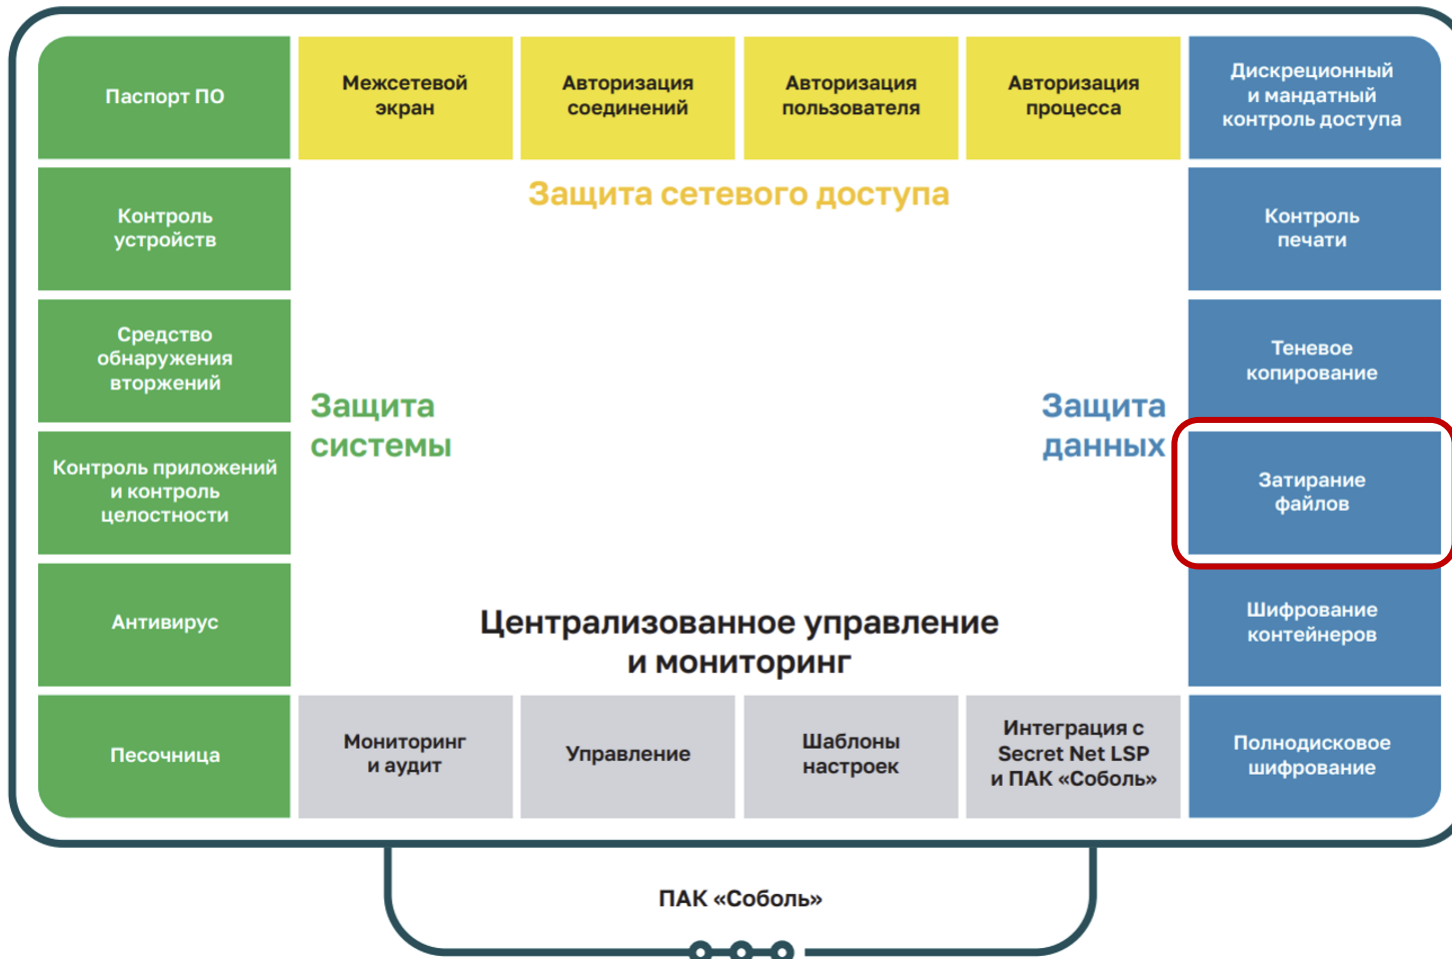 Паспорт ПО
Межсетевой
экран
Авторизация
соединений
Авторизация
пользователя
Авторизация
процесса
Дискреционный
и мандатный
контроль доступа
Защита сетевого доступа
Контроль
устройств
Контроль
печати
Средство
обнаружения
вторжений
Теневое
копирование
Защита
системы
Защита
данных
Контроль приложений
и контроль
целостности
Затирание
файлов
Антивирус
Централизованное управление
и мониторинг
Шифрование
контейнеров
Песочница
Мониторинг
и аудит
Управление
Шаблоны
настроек
Интеграция с
Secret Net LSP
и ПАК «Соболь»
Полнодисковое
шифрование
ПАК «Соболь»